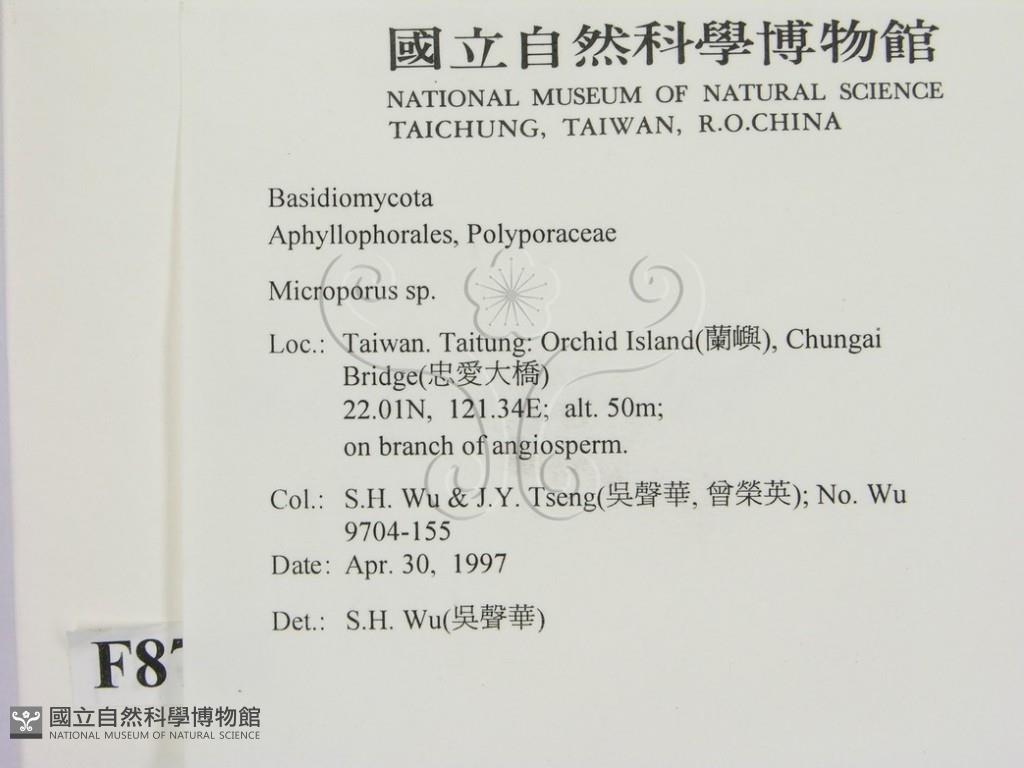 國立自然科學博物館
NATIONAL MUSEUM OF NATURAL SCIENCE
TAICHUNG, TAIWAN, R.O.CHINA
Basidiomycota
Aphyllophorales, Polyporaceae
Microporus sp.
Loc.: Taiwan. Taitung: Orchid Island(蘭嶼), Chungai
Bridge(忠愛大橋)
22.01N, 121.34E; alt. 50m;
on branch of angiosperm.
Col.: S.H. Wu & J.Y. Tseng(吳聲華, 曾榮英); No. Wu
9704-155
Date: Apr. 30, 1997
Det.: S.H. Wu(吳聲華)
F8
國立自然科學博物館
NATIONAL MUSEUM OF NATURAL SCIENCE